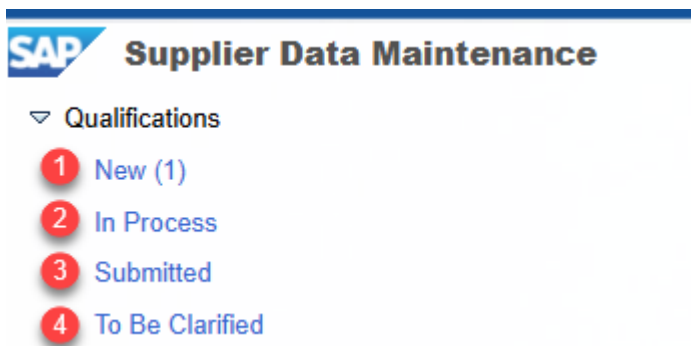 SAP Supplier Data Maintenance
Qualifications
1 New (1)
2 In Process
3 Submitted
4 To Be Clarified